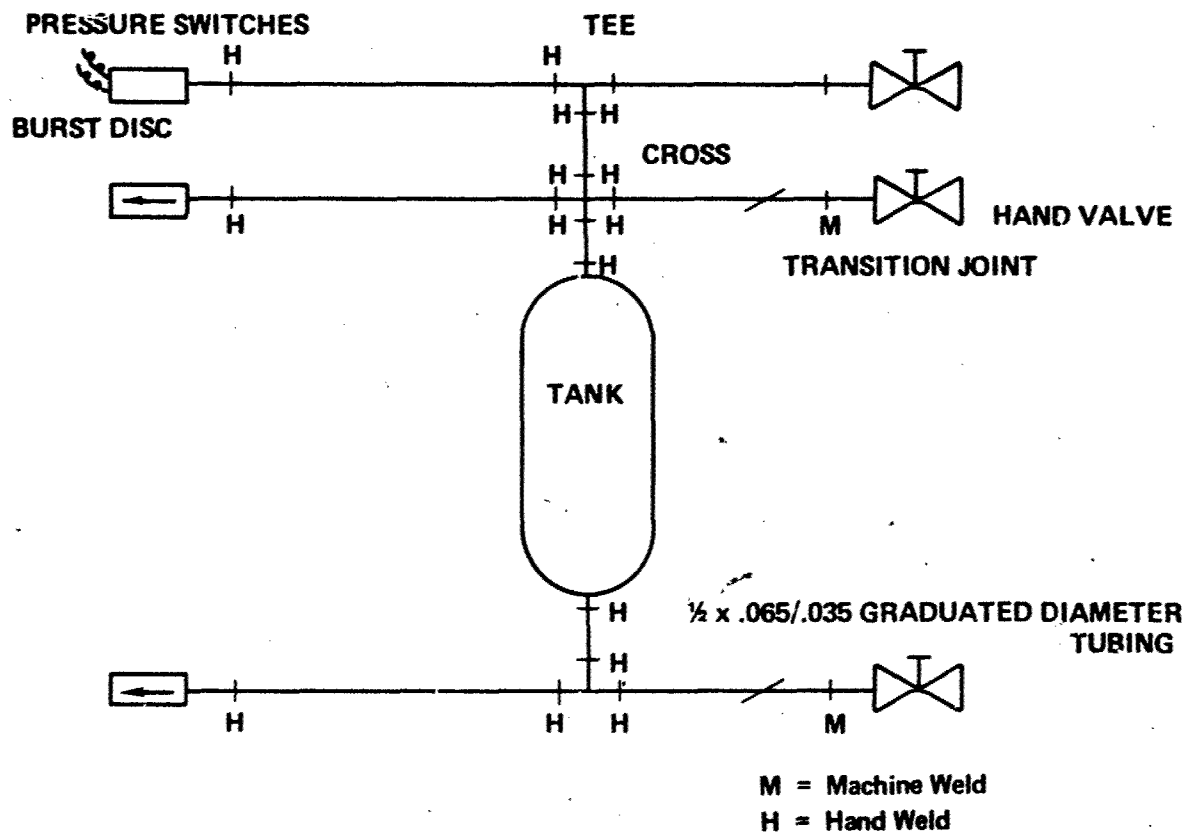 PRESSURE SWITCHES
TEE
H
H
BURST DISC
H
H
CROSS
H
H
H
H
H
M
HAND VALVE
H
TRANSITION JOINT
TANK
H
½ x .065/.035 GRADUATED DIAMETER
TUBING
H
H
H
H
M
M = Machine Weld
H = Hand Weld